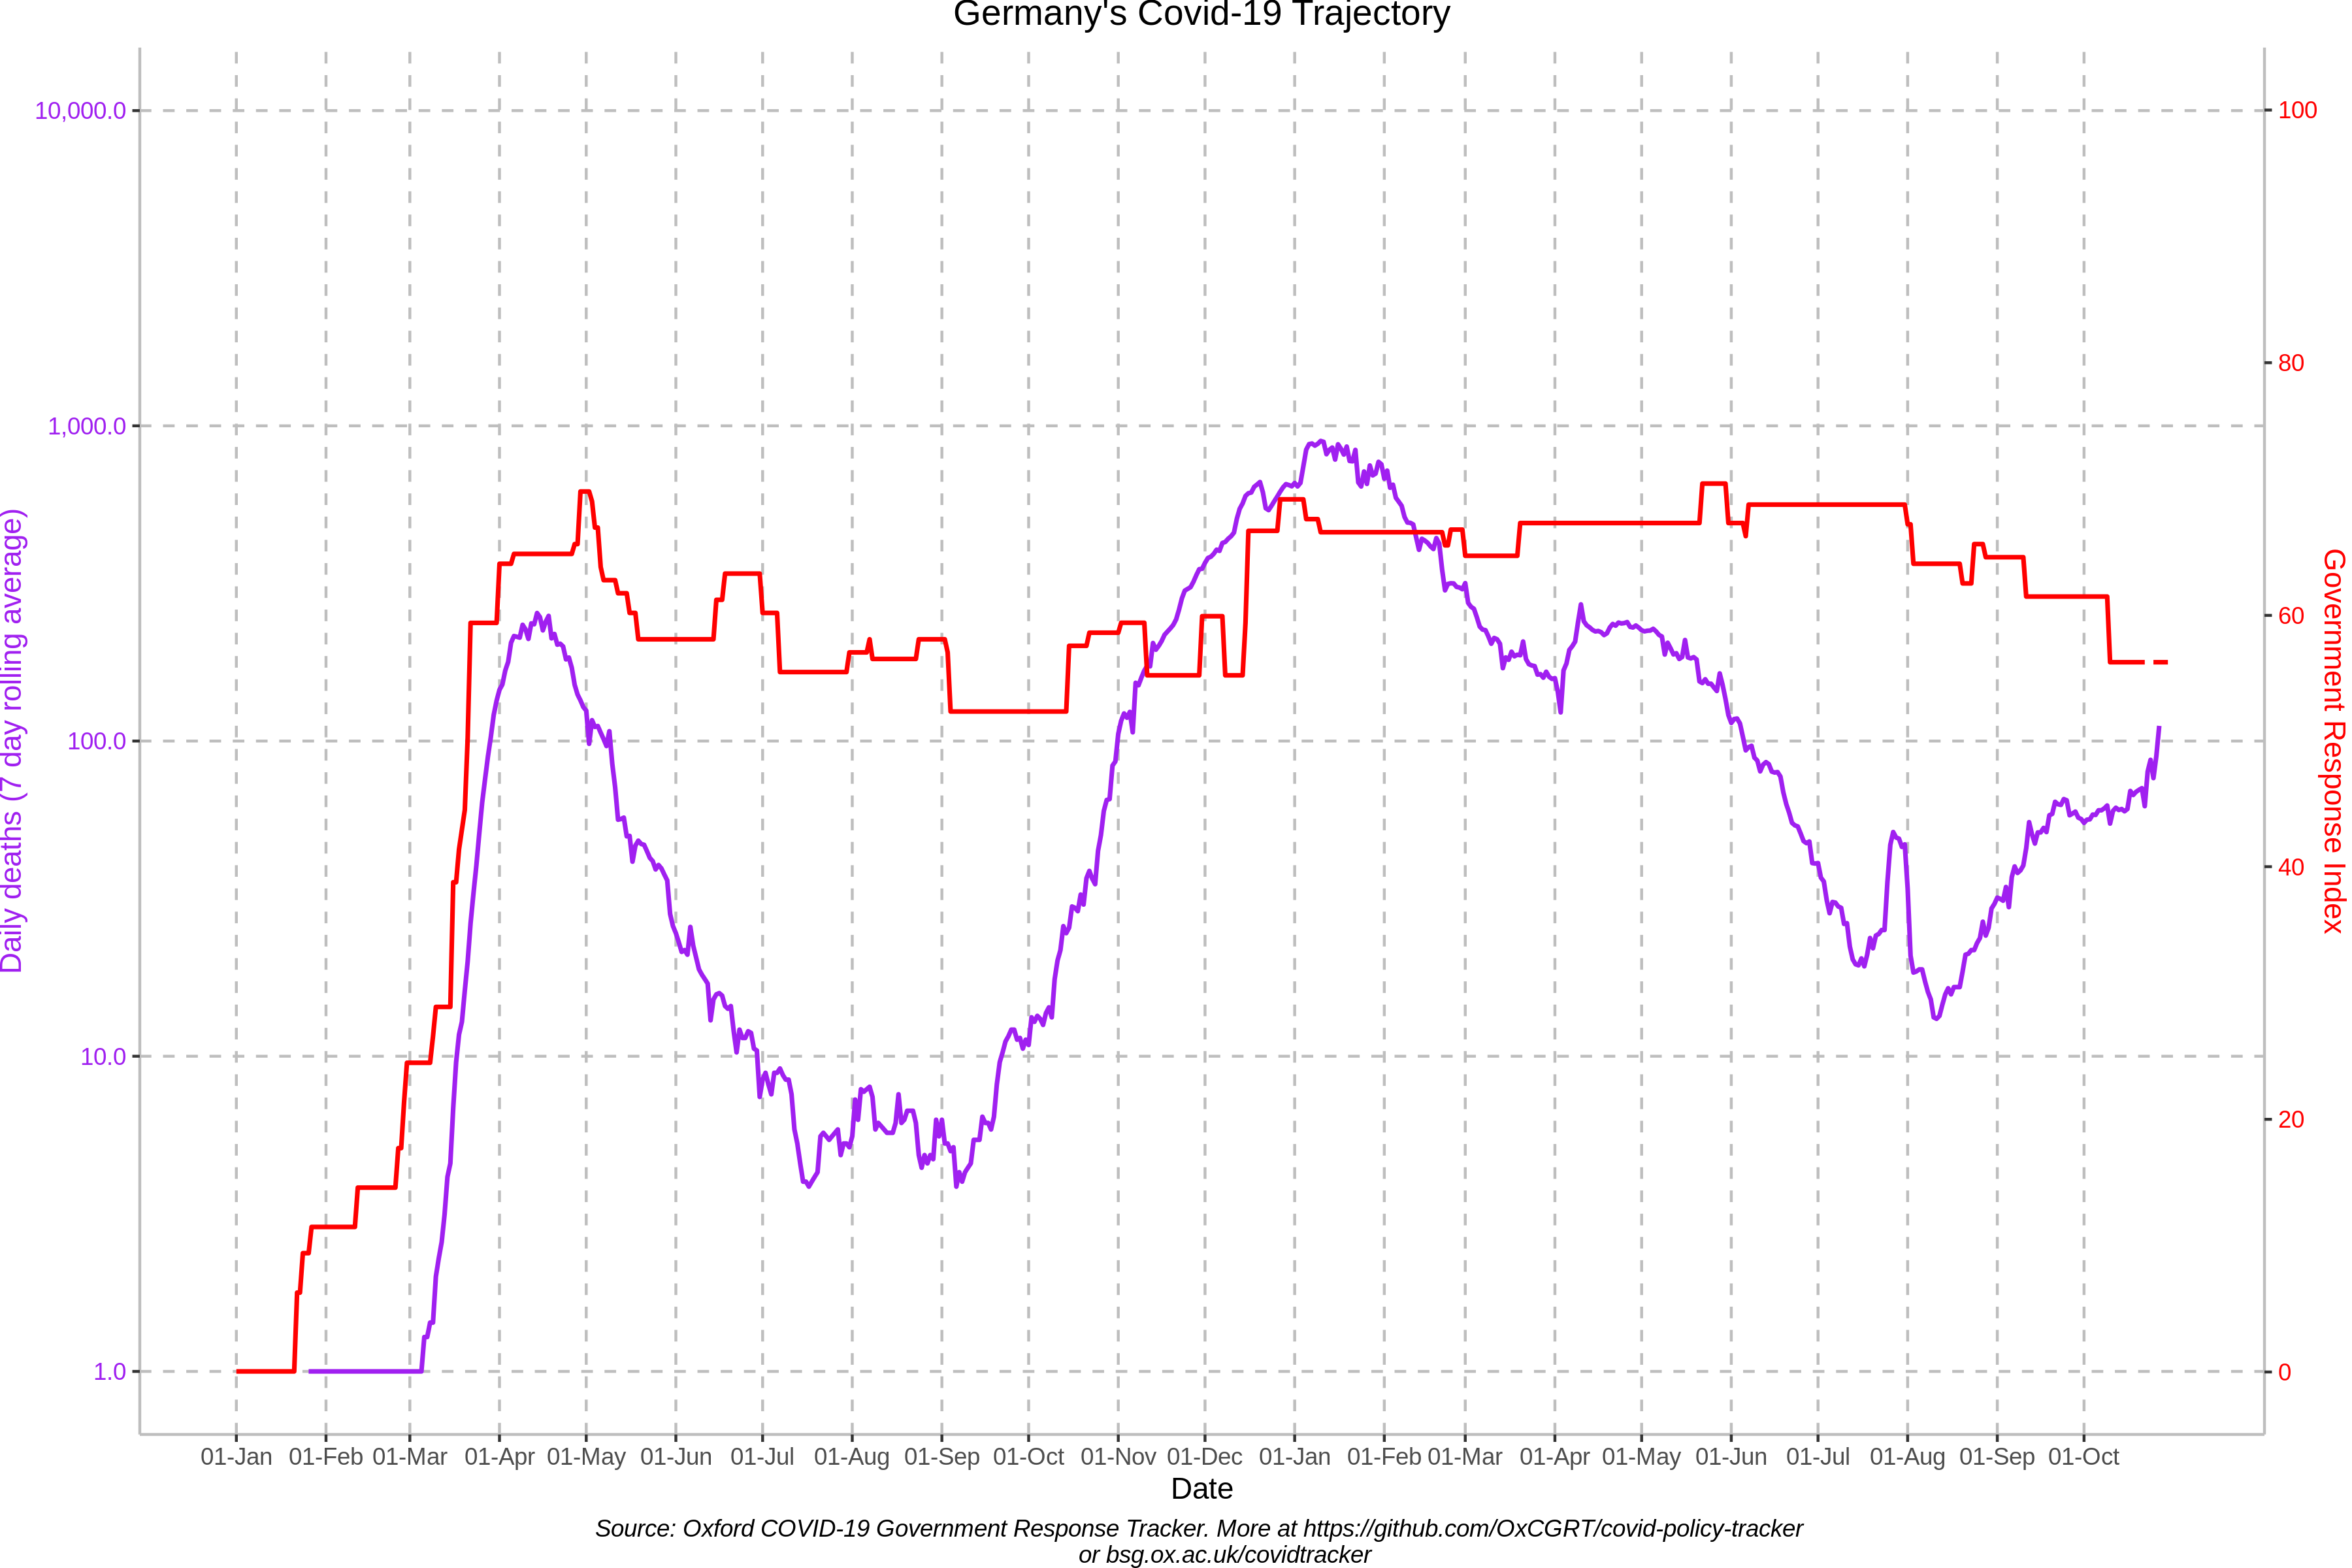 Germany's Covid-19 Trajectory
10,000.0
1,000.0
100.0
10.0
1.0
Daily deaths (7 day rolling average)
100
80
60
40
20
0
Government Response Index
01-Jan 01-Feb 01-Mar 01-Apr 01-May 01-Jun 01-Jul 01-Aug 01-Sep 01-Oct 01-Nov 01-Dec 01-Jan 01-Feb 01-Mar 01-Apr 01-May 01-Jun 01-Jul 01-Aug 01-Sep 01-Oct
Date
Source: Oxford COVID-19 Government Response Tracker. More at https://github.com/OxCGRT/covid-policy-tracker
or bsg.ox.ac.uk/covidtracker